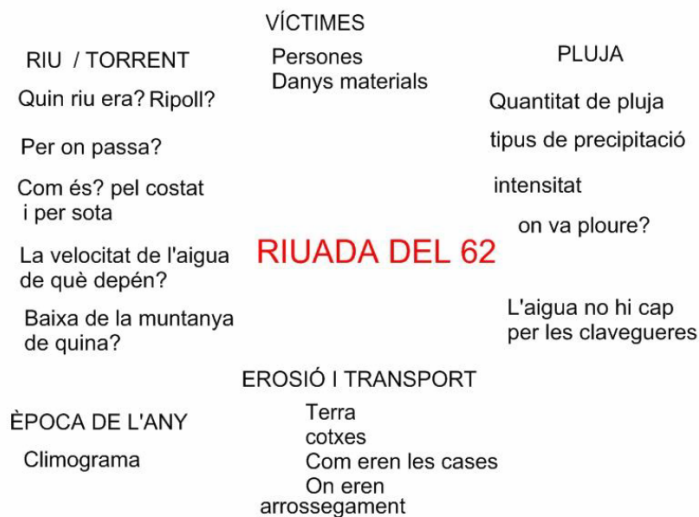 VÍCTIMES
Persones
Danys materials
RIU / TORRENT
Quin riu era? Ripoll?
Per on passa?
Com és? pel costat
i per sota
La velocitat de l'aigua
de què depén?
Baixa de la muntanya
de quina?
PLUJA
Quantitat de pluja
tipus de precipitació
intensitat
on va ploure?
L'aigua no hi cap
per les clavegueres
RIUADA DEL 62
EROSIÓ I TRANSPORT
Terra
cotxes
Com eren les cases
On eren
arrossegament
ÈPOCA DE L'ANY
Climograma